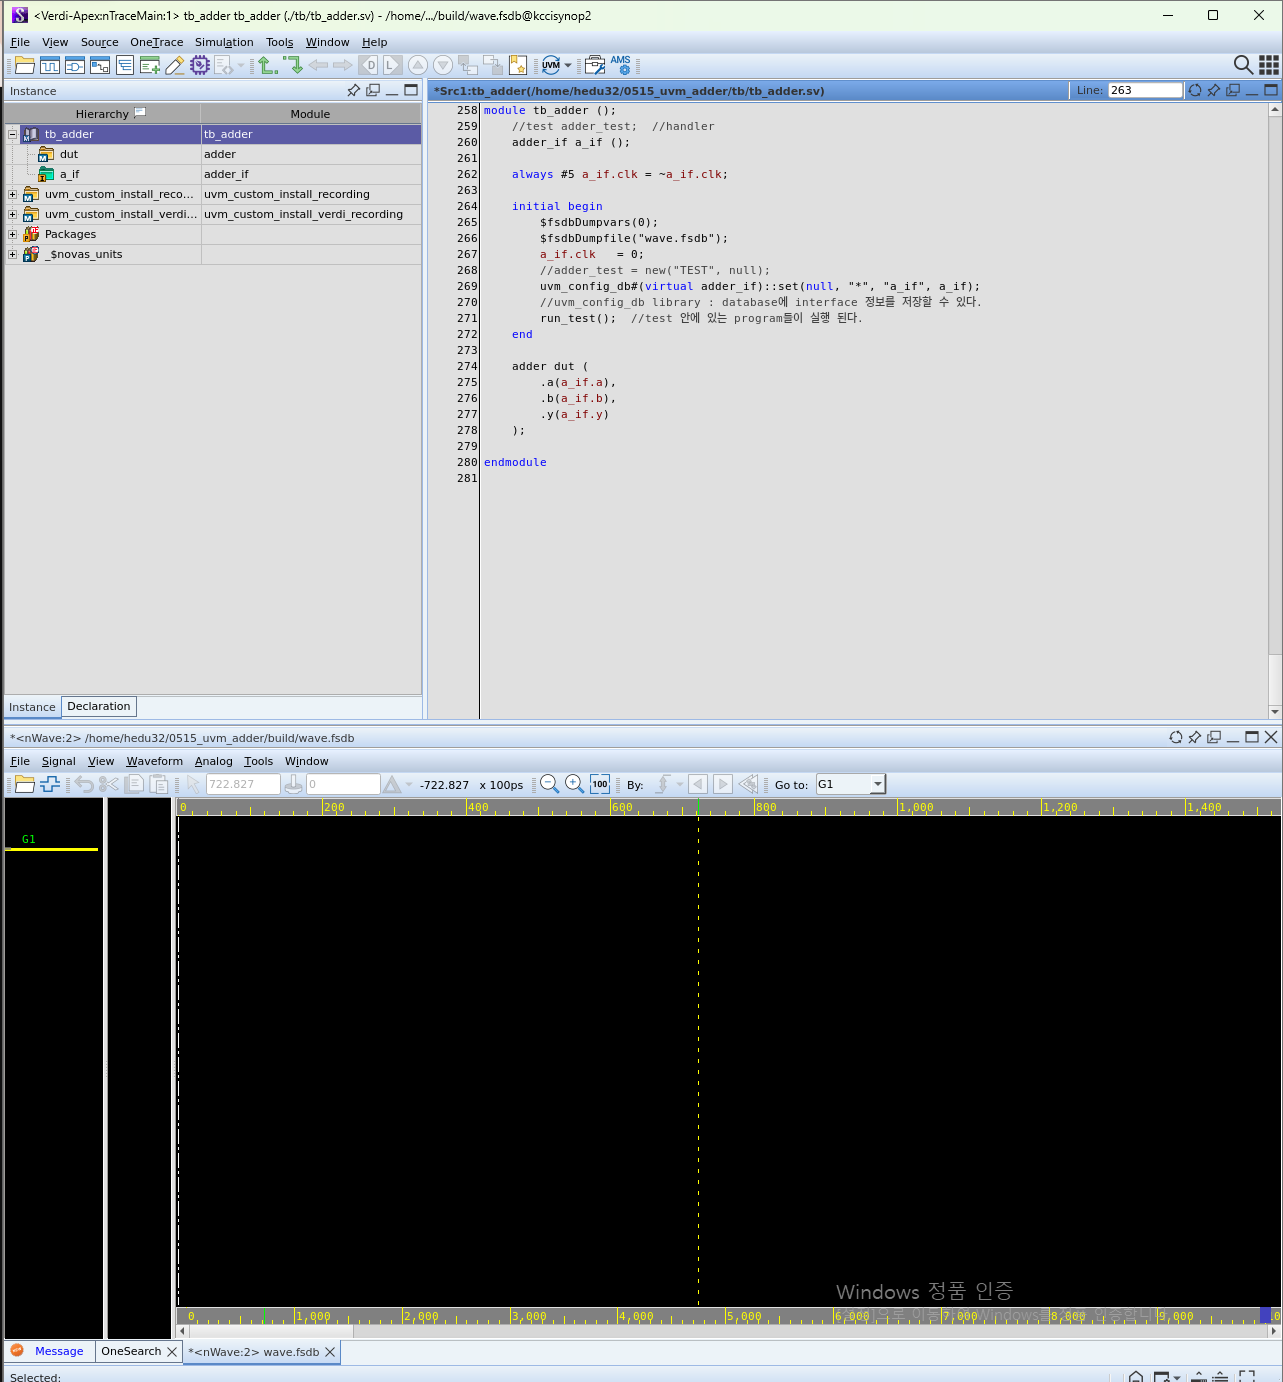 <Verdi-Apex:nTraceMain:1> tb_adder tb_adder (./tb/tb_adder.sv) - /home/.../build/wave.fsdb@kccisynop2
File View Source OneTrace Simulation Tools Window Help
D L UVM AMS
Instance
Hierarchy Module
tb_adder tb_adder
dut adder
a_if adder_if
uvm_custom_install_reco... uvm_custom_install_recording
uvm_custom_install_verdi... uvm_custom_install_verdi_recording
Packages
_$novas_units
Instance Declaration
*Src1:tb_adder(/home/hedu32/0515_uvm_adder/tb/tb_adder.sv) Line: 263
258 module tb_adder ();
259 //test adder_test;  //handler
260 adder_if a_if ();
261
262 always #5 a_if.clk = ~a_if.clk;
263
264 initial begin
265 $fsdbDumpvars(0);
266 $fsdbDumpfile("wave.fsdb");
267 a_if.clk   = 0;
268 //adder_test = new("TEST", null);
269 uvm_config_db#(virtual adder_if)::set(null, "*", "a_if", a_if);
270 //uvm_config_db library : database에 interface 정보를 저장할 수 있다.
271 run_test();  //test 안에 있는 program들이 실행 된다.
272 end
273
274 adder dut (
275 .a(a_if.a),
276 .b(a_if.b),
277 .y(a_if.y)
278 );
279
280 endmodule
281
*<nWave:2> /home/hedu32/0515_uvm_adder/build/wave.fsdb
File Signal View Waveform Analog Tools Window
722.827 0 -722.827 x 100ps 100 By: Go to: G1
0 200 400 600 800 1,000 1,200 1,400
G1
Windows 정품 인증
0 1,000 2,000 3,000 4,000 5,000 6,000 7,000 8,000 9,000
Message OneSearch *<nWave:2> wave.fsdb
Selected: